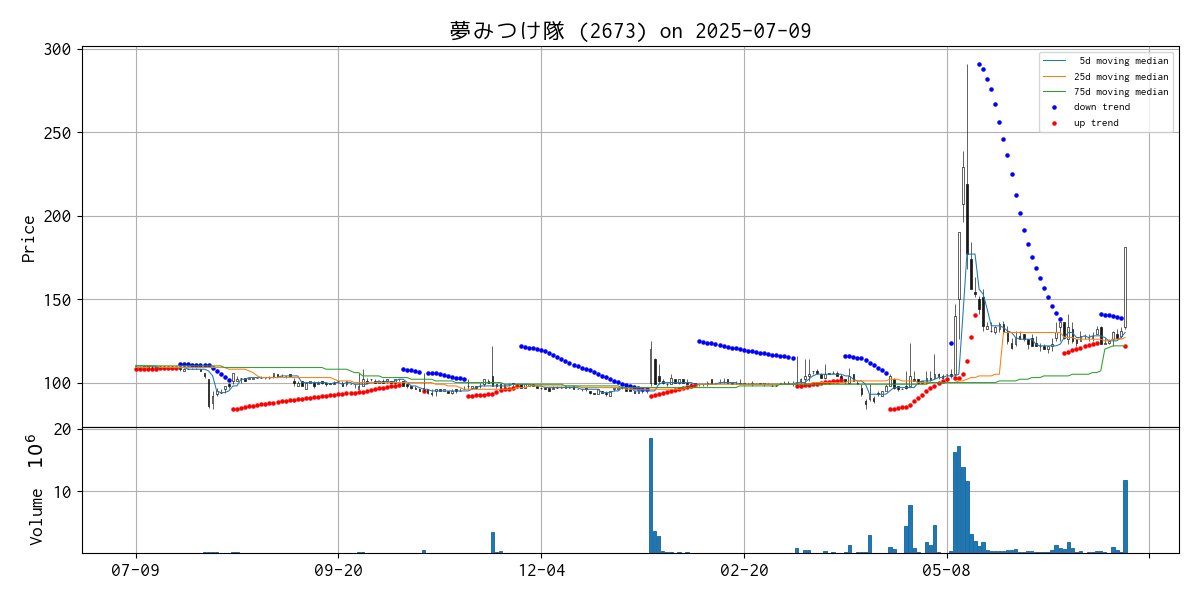 夢みつけ隊 (2673) on 2025-07-09
300
250
200
150
100
Price
5d moving median
25d moving median
75d moving median
down trend
up trend
20
10
Volume 10^6
07-09
09-20
12-04
02-20
05-08